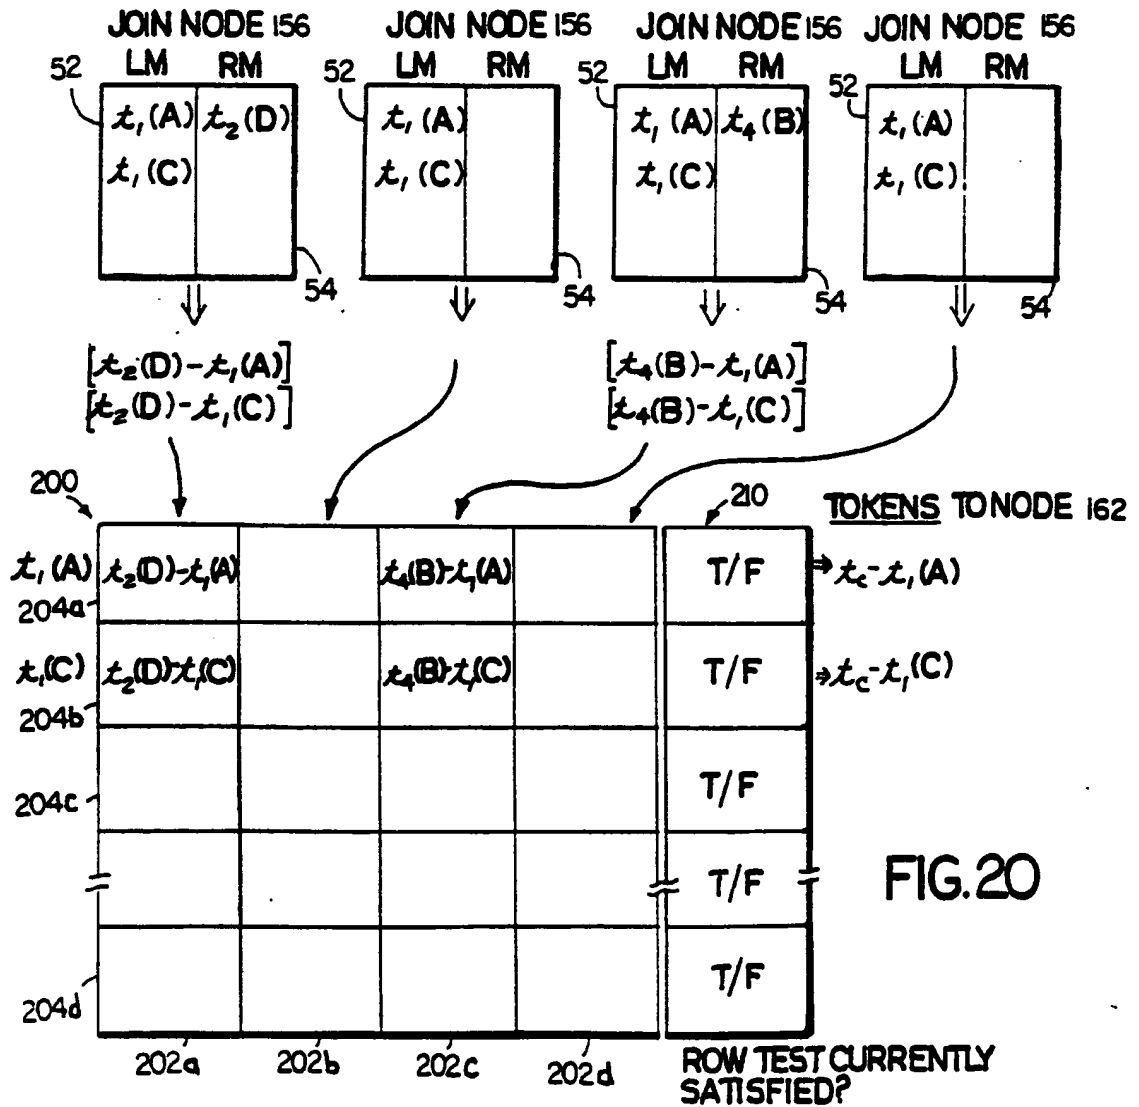 JOIN NODE 156 JOIN NODE 156 JOIN NODE 156 JOIN NODE 156
LM RM LM RM LM RM LM RM
52 52 52 52
t₁(A) t₂(D) t₁(A) t₁(A) t₄(B) t₁(A)
t₁(C) t₁(C) t₁(C) t₁(C)
54 54 54 54
[t₂(D)-t₁(A)] [t₄(B)-t₁(A)]
[t₂(D)-t₁(C)] [t₄(B)-t₁(C)]
200 210 TOKENS TO NODE 162
t₁(A) t₂(D)-t₁(A) t₄(B)-t₁(A) T/F ⇒ t_c-t₁(A)
204a
t₁(C) t₂(D)-t₁(C) t₄(B)-t₁(C) T/F ⇒ t_c-t₁(C)
204b
204c T/F
T/F
FIG.20
204d T/F
202a 202b 202c 202d
ROW TEST CURRENTLY
SATISFIED?